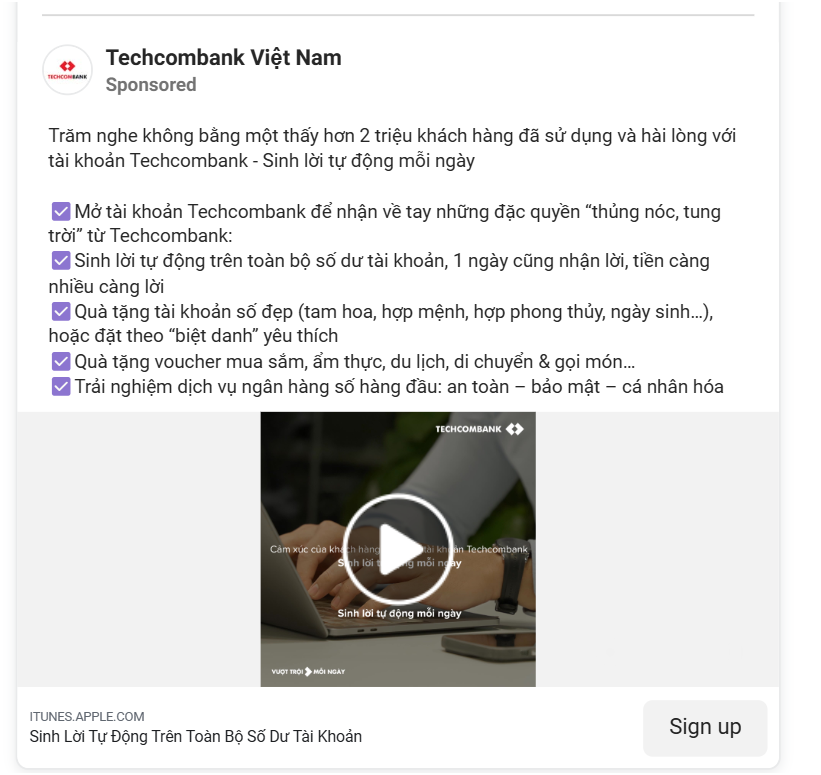 TECHCOMBANK
Techcombank Việt Nam
Sponsored
Trăm nghe không bằng một thấy hơn 2 triệu khách hàng đã sử dụng và hài lòng với
tài khoản Techcombank - Sinh lời tự động mỗi ngày
Mở tài khoản Techcombank để nhận về tay những đặc quyền “thủng nóc, tung
trời” từ Techcombank:
Sinh lời tự động trên toàn bộ số dư tài khoản, 1 ngày cũng nhận lời, tiền càng
nhiều càng lời
Quà tặng tài khoản số đẹp (tam hoa, hợp mệnh, hợp phong thủy, ngày sinh…),
hoặc đặt theo “biệt danh” yêu thích
Quà tặng voucher mua sắm, ẩm thực, du lịch, di chuyển & gọi món…
Trải nghiệm dịch vụ ngân hàng số hàng đầu: an toàn – bảo mật – cá nhân hóa
TECHCOMBANK
Cảm xúc của khách hàng tài khoản Techcombank
Sinh lời tự động mỗi ngày
Sinh lời tự động mỗi ngày
VƯỢT TRỘI MỖI NGÀY
ITUNES.APPLE.COM
Sinh Lời Tự Động Trên Toàn Bộ Số Dư Tài Khoản
Sign up